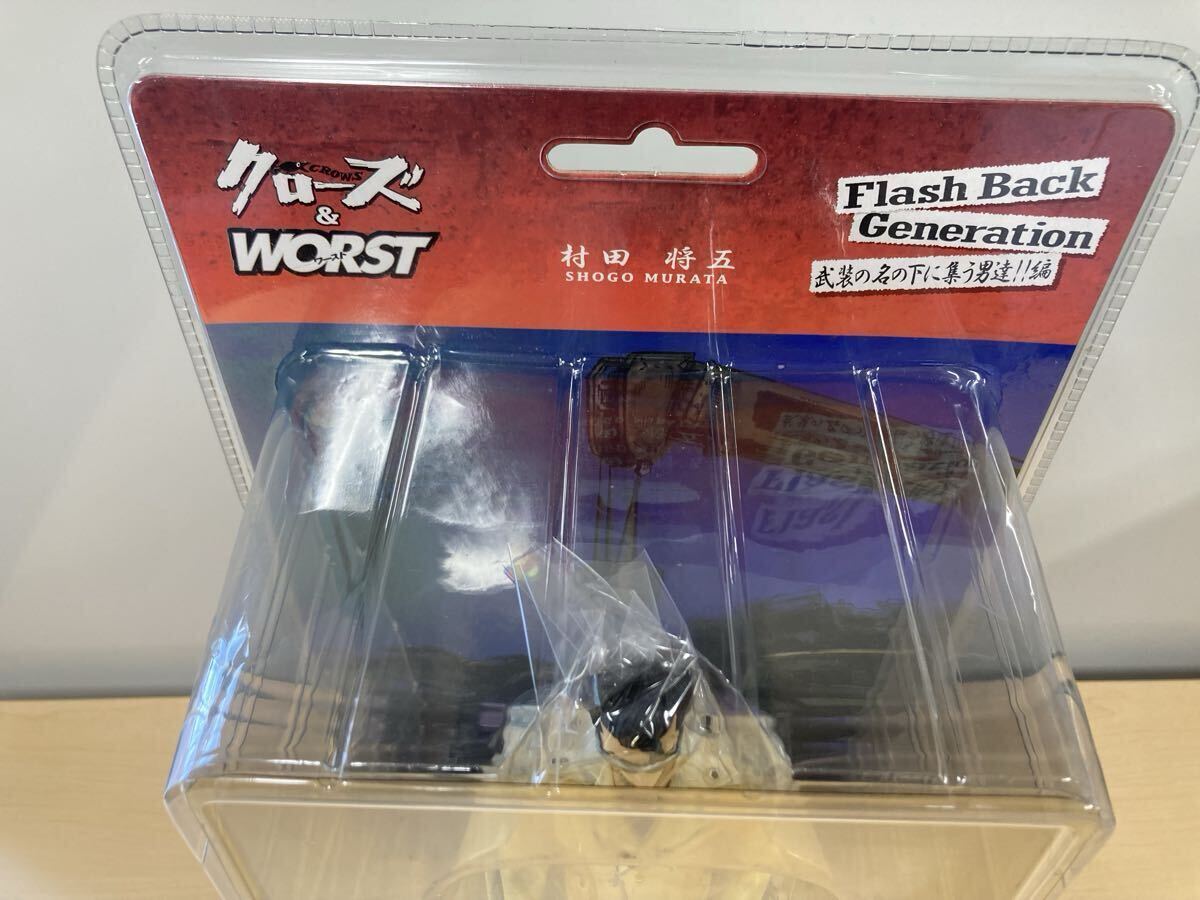 クローズ
CROWS
&
WORST
ワースト
村田 将五
SHOGO MURATA
Flash Back
Generation
武装の名の下に集う男達!!編